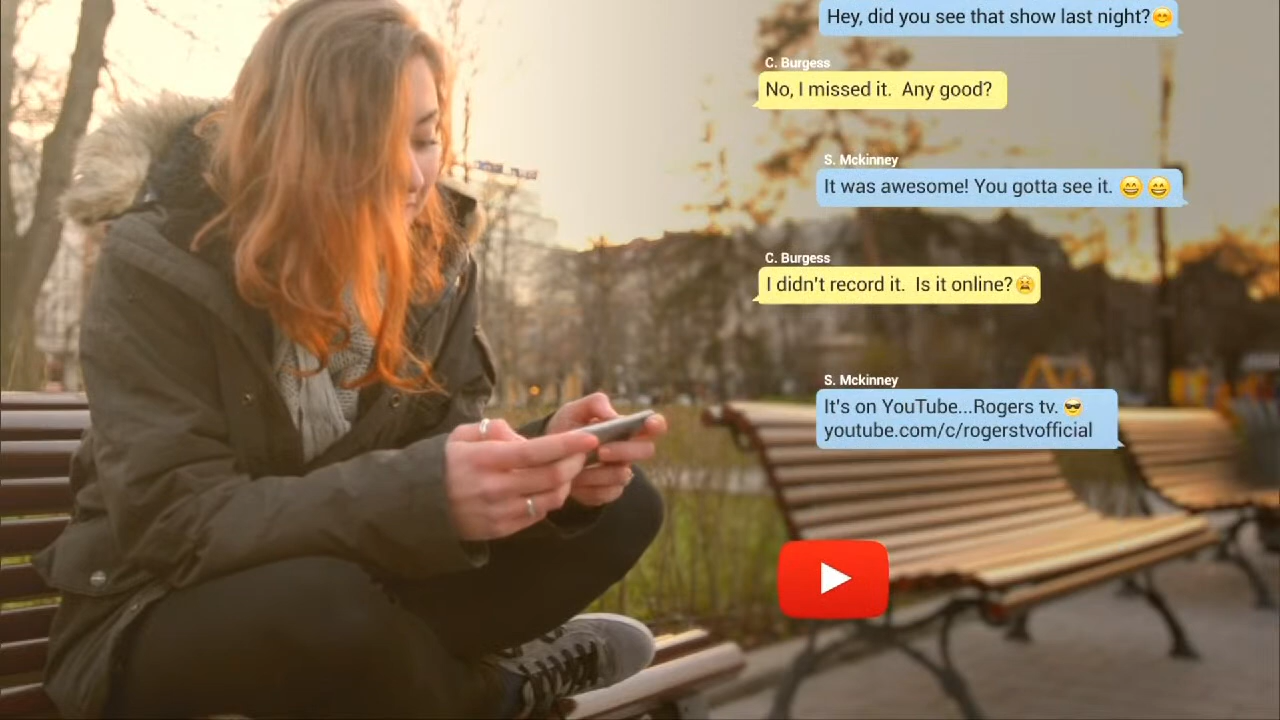 Hey, did you see that show last night?😊
C. Burgess
No, I missed it.  Any good?
S. Mckinney
It was awesome! You gotta see it. 😄 😄
C. Burgess
I didn't record it.  Is it online?😩
S. Mckinney
It's on YouTube...Rogers tv. 😎
youtube.com/c/rogerstvofficial